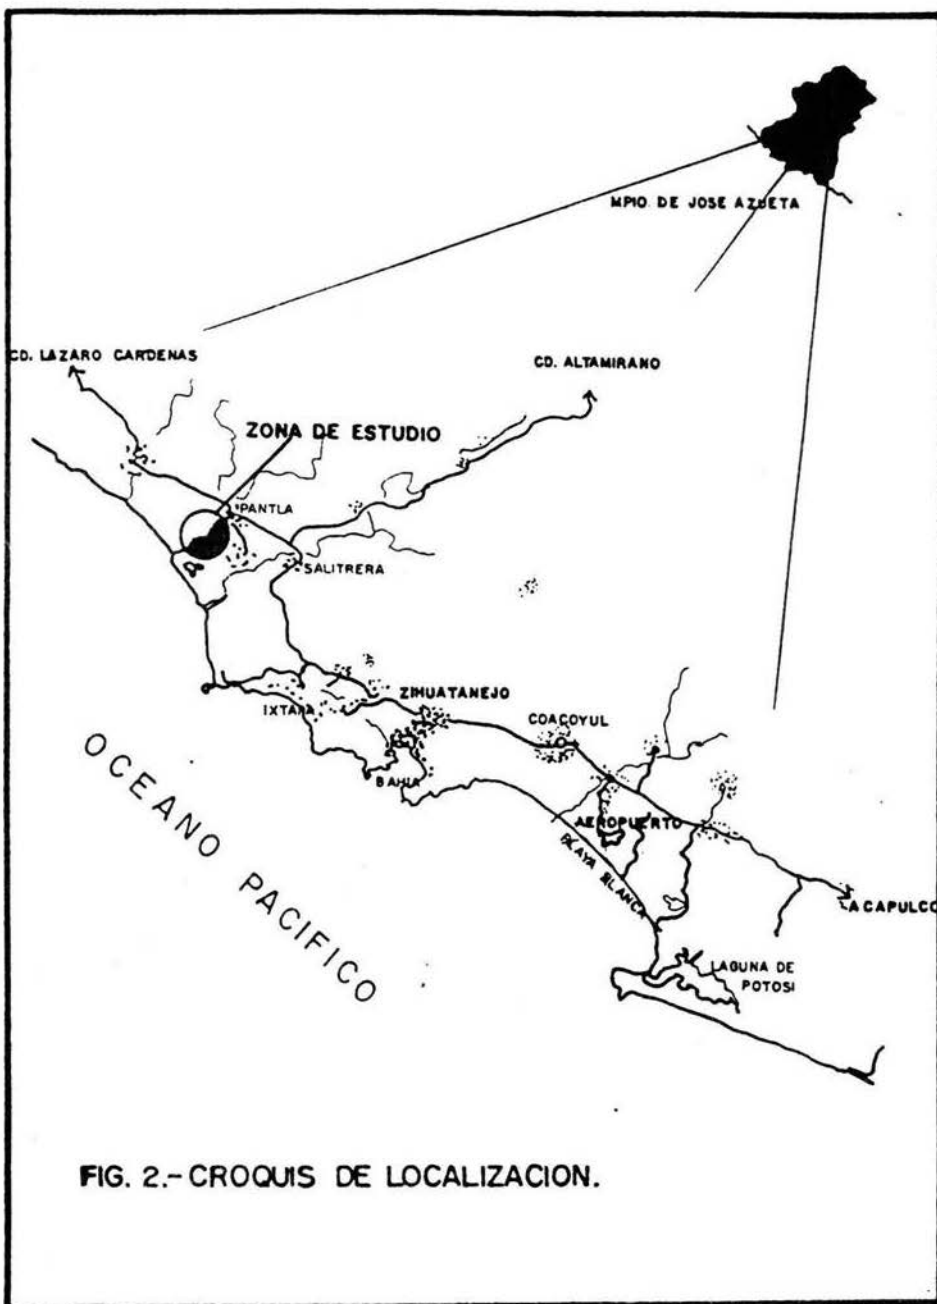 MPIO. DE JOSE AZUETA
CD. LAZARO CARDENAS
CD. ALTAMIRANO
ZONA DE ESTUDIO
PANTLA
SALITRERA
ZIHUATANEJO
IXTAPA
COACOYUL
BAHIA
AEROPUERTO
PLAYA BLANCA
ACAPULCO
OCEANO PACIFICO
LAGUNA DE
POTOSI
FIG. 2.- CROQUIS DE LOCALIZACION.